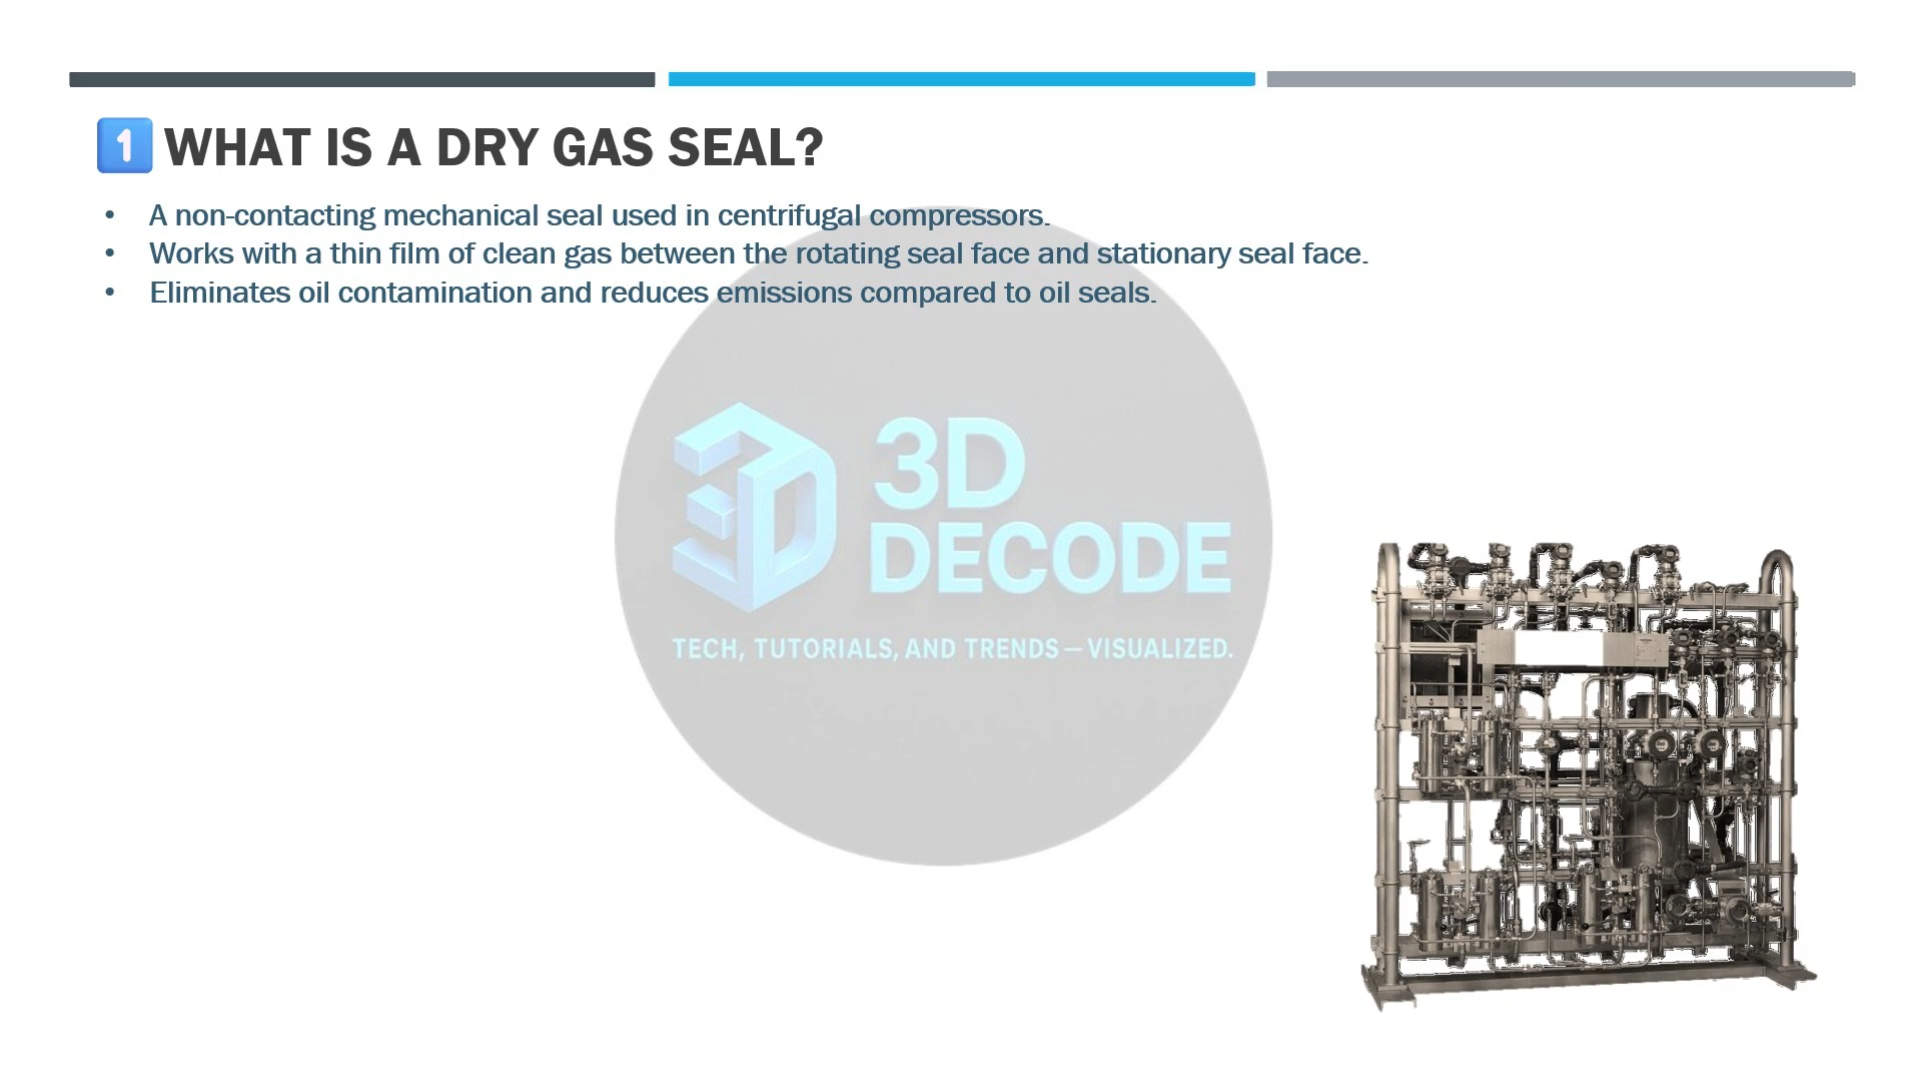 1 WHAT IS A DRY GAS SEAL?
• A non-contacting mechanical seal used in centrifugal compressors.
• Works with a thin film of clean gas between the rotating seal face and stationary seal face.
• Eliminates oil contamination and reduces emissions compared to oil seals.
3D
DECODE
TECH, TUTORIALS, AND TRENDS—VISUALIZED.